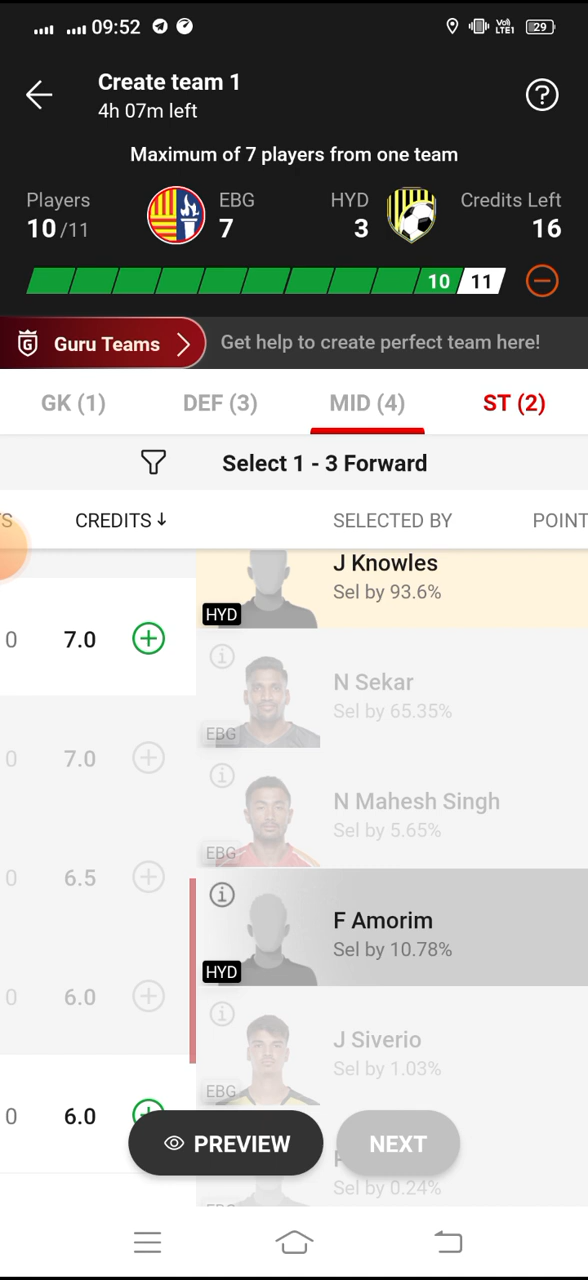 09:52
VoII LTE1 29
Create team 1
4h 07m left
Maximum of 7 players from one team
Players EBG HYD Credits Left
10/11 7 3 16
10 11
G Guru Teams Get help to create perfect team here!
GK (1) DEF (3) MID (4) ST (2)
Select 1 - 3 Forward
S CREDITS↓ SELECTED BY POINT
J Knowles
Sel by 93.6%
HYD
0 7.0
N Sekar
Sel by 65.35%
EBG
0 7.0
N Mahesh Singh
Sel by 5.65%
EBG
0 6.5
F Amorim
Sel by 10.78%
HYD
0 6.0
J Siverio
Sel by 1.03%
EBG
0 6.0
PREVIEW NEXT
Sel by 0.24%